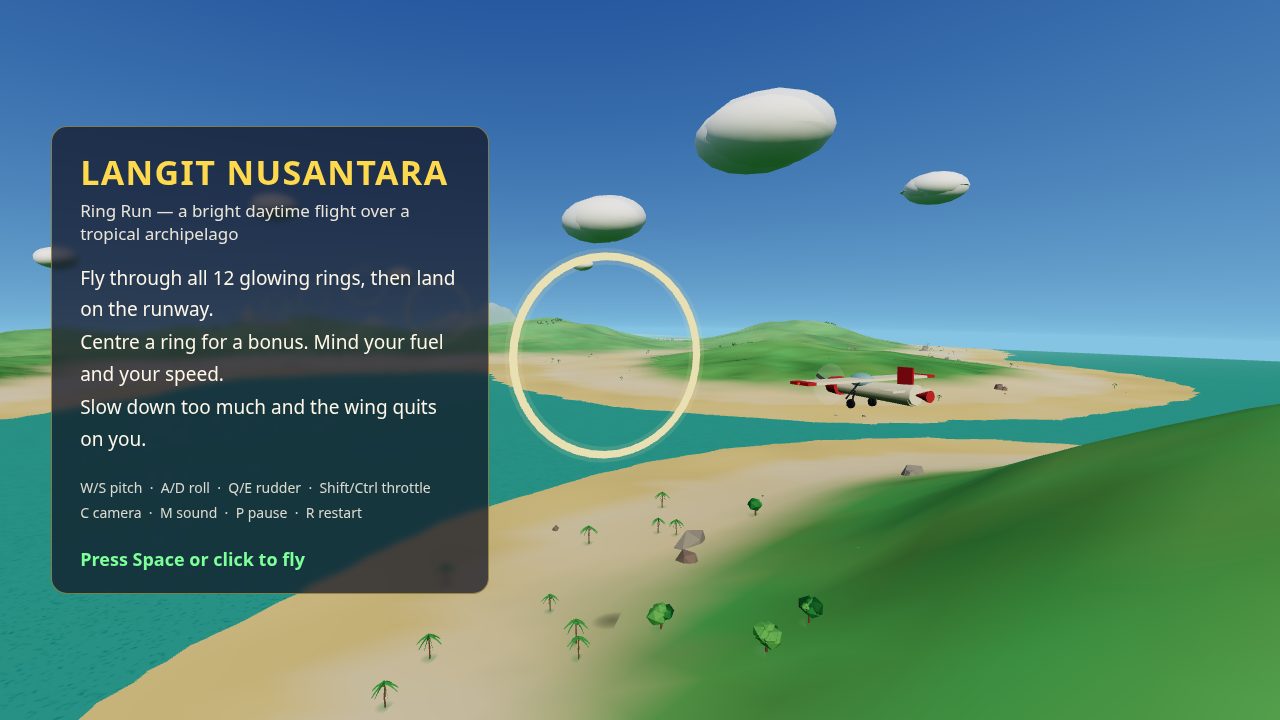 LANGIT NUSANTARA
Ring Run — a bright daytime flight over a
tropical archipelago
Fly through all 12 glowing rings, then land
on the runway.
Centre a ring for a bonus. Mind your fuel
and your speed.
Slow down too much and the wing quits
on you.
W/S pitch · A/D roll · Q/E rudder · Shift/Ctrl throttle
C camera · M sound · P pause · R restart
Press Space or click to fly